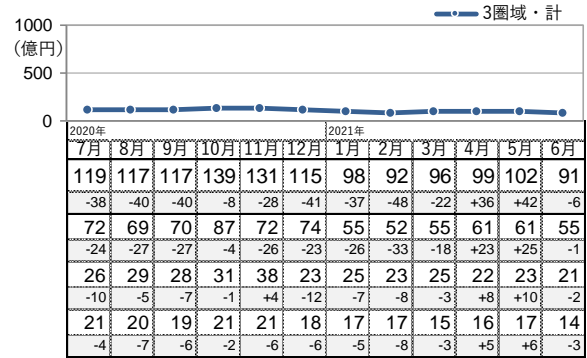 3圏域・計
1000
(億円)
500
0
2020年 2021年
7月 8月 9月 10月 11月 12月 1月 2月 3月 4月 5月 6月
119 117 117 139 131 115 98 92 96 99 102 91
-38 -40 -40 -8 -28 -41 -37 -48 -22 +36 +42 -6
72 69 70 87 72 74 55 52 55 61 61 55
-24 -27 -27 -4 -26 -23 -26 -33 -18 +23 +25 -1
26 29 28 31 38 23 25 23 25 22 23 21
-10 -5 -7 -1 +4 -12 -7 -8 -3 +8 +10 -2
21 20 19 21 21 18 17 17 15 16 17 14
-4 -7 -6 -2 -6 -6 -5 -8 -3 +5 +6 -3